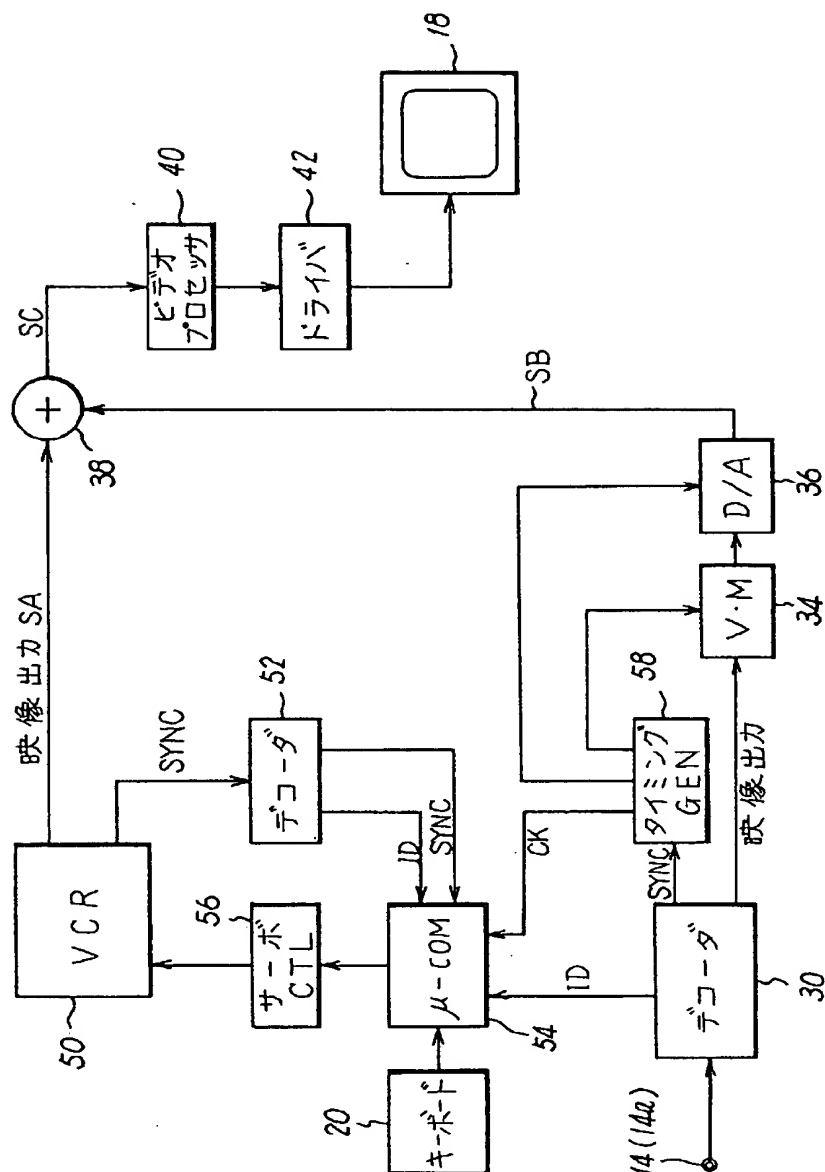 VCR
50
映像出力 SA
38
+
SC
ビデオ
プロセッサ
40
ドライバ
42
18
SYNC
デコーダ
52
サーボ
CTL
56
ID
SYNC
μ-COM
54
キーボード
20
CK
タイミング
GEN
58
SYNC
ID
デコーダ
30
14(14a)
映像出力
V・M
34
D/A
36
SB